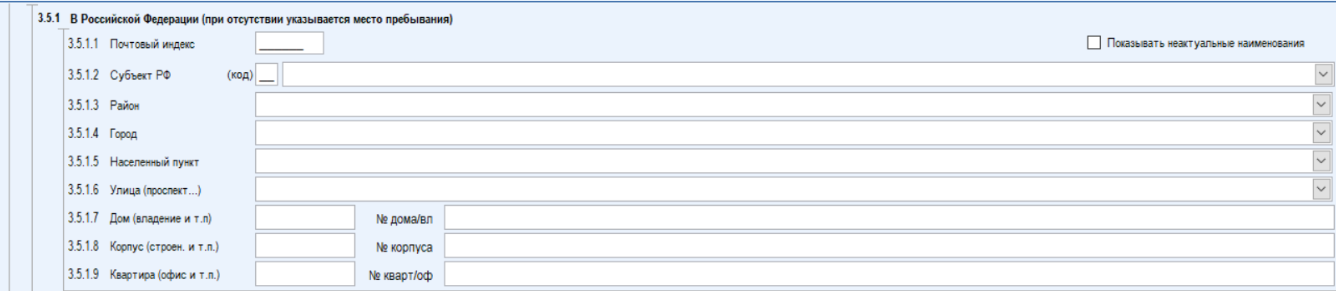 3.5.1 В Российской Федерации (при отсутствии указывается место пребывания)
3.5.1.1 Почтовый индекс Показывать неактуальные наименования
3.5.1.2 Субъект РФ (код)
3.5.1.3 Район
3.5.1.4 Город
3.5.1.5 Населенный пункт
3.5.1.6 Улица (проспект...)
3.5.1.7 Дом (владение и т.п) № дома/вл
3.5.1.8 Корпус (строен. и т.п.) № корпуса
3.5.1.9 Квартира (офис и т.п.) № кварт/оф